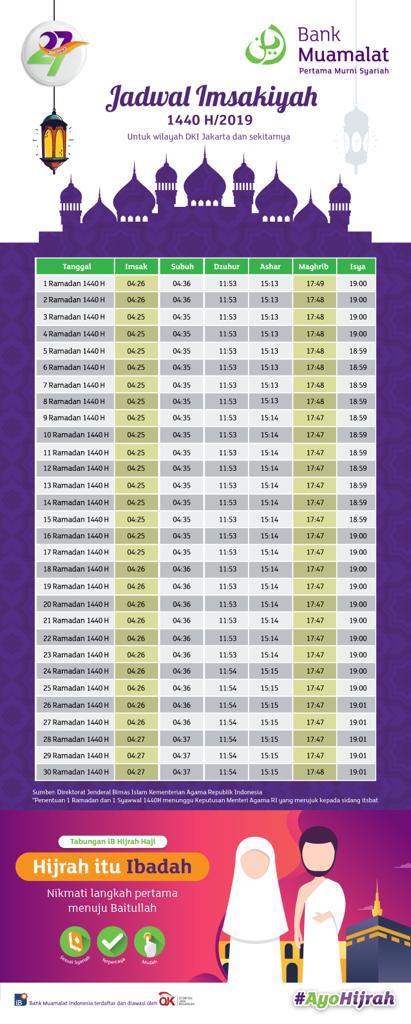 27
Bank
Muamalat
Pertama Murni Syariah
Jadwal Imsakiyah
1440 H/2019
Untuk wilayah DKI Jakarta dan sekitarnya
Tanggal Imsak Subuh Dzuhur Ashar Maghrib Isya
1 Ramadan 1440 H 04:26 04:36 11:53 15:13 17:49 19:00
2 Ramadan 1440 H 04:26 04:36 11:53 15:13 17:48 19:00
3 Ramadan 1440 H 04:25 04:35 11:53 15:13 17:48 19:00
4 Ramadan 1440 H 04:25 04:35 11:53 15:13 17:48 19:00
5 Ramadan 1440 H 04:25 04:35 11:53 15:13 17:48 18:59
6 Ramadan 1440 H 04:25 04:35 11:53 15:13 17:48 18:59
7 Ramadan 1440 H 04:25 04:35 11:53 15:13 17:48 18:59
8 Ramadan 1440 H 04:25 04:35 11:53 15:13 17:48 18:59
9 Ramadan 1440 H 04:25 04:35 11:53 15:14 17:47 18:59
10 Ramadan 1440 H 04:25 04:35 11:53 15:14 17:47 18:59
11 Ramadan 1440 H 04:25 04:35 11:53 15:14 17:47 18:59
12 Ramadan 1440 H 04:25 04:35 11:53 15:14 17:47 18:59
13 Ramadan 1440 H 04:25 04:35 11:53 15:14 17:47 18:59
14 Ramadan 1440 H 04:25 04:35 11:53 15:14 17:47 18:59
15 Ramadan 1440 H 04:25 04:35 11:53 15:14 17:47 18:59
16 Ramadan 1440 H 04:25 04:35 11:53 15:14 17:47 19:00
17 Ramadan 1440 H 04:25 04:35 11:53 15:14 17:47 19:00
18 Ramadan 1440 H 04:26 04:36 11:53 15:14 17:47 19:00
19 Ramadan 1440 H 04:26 04:36 11:53 15:14 17:47 19:00
20 Ramadan 1440 H 04:26 04:36 11:53 15:14 17:47 19:00
21 Ramadan 1440 H 04:26 04:36 11:53 15:14 17:47 19:00
22 Ramadan 1440 H 04:26 04:36 11:53 15:14 17:47 19:00
23 Ramadan 1440 H 04:26 04:36 11:53 15:14 17:47 19:00
24 Ramadan 1440 H 04:26 04:36 11:54 15:15 17:47 19:00
25 Ramadan 1440 H 04:26 04:36 11:54 15:15 17:47 19:00
26 Ramadan 1440 H 04:26 04:36 11:54 15:15 17:47 19:01
27 Ramadan 1440 H 04:26 04:36 11:54 15:15 17:47 19:01
28 Ramadan 1440 H 04:27 04:37 11:54 15:15 17:47 19:01
29 Ramadan 1440 H 04:27 04:37 11:54 15:15 17:47 19:01
30 Ramadan 1440 H 04:27 04:37 11:54 15:15 17:48 19:01
Sumber: Direktorat Jenderal Bimas Islam Kementerian Agama Republik Indonesia
*Penentuan 1 Ramadan dan 1 Syawwal 1440H menunggu Keputusan Menteri Agama RI yang merujuk kepada sidang itsbat
Tabungan iB Hijrah Haji
Hijrah itu Ibadah
Nikmati langkah pertama
menuju Baitullah
Sesuai Syariah Terpercaya Mudah
iB Bank Muamalat Indonesia terdaftar dan diawasi oleh OJK OTORITAS JASA KEUANGAN
#AyoHijrah